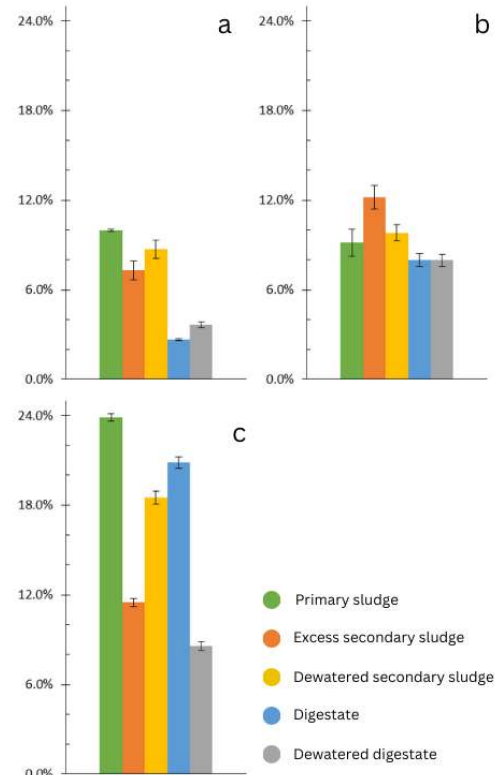 a
24.0%
18.0%
12.0%
6.0%
0.0%
b
24.0%
18.0%
12.0%
6.0%
0.0%
c
24.0%
18.0%
12.0%
6.0%
0.0%
Primary sludge
Excess secondary sludge
Dewatered secondary sludge
Digestate
Dewatered digestate